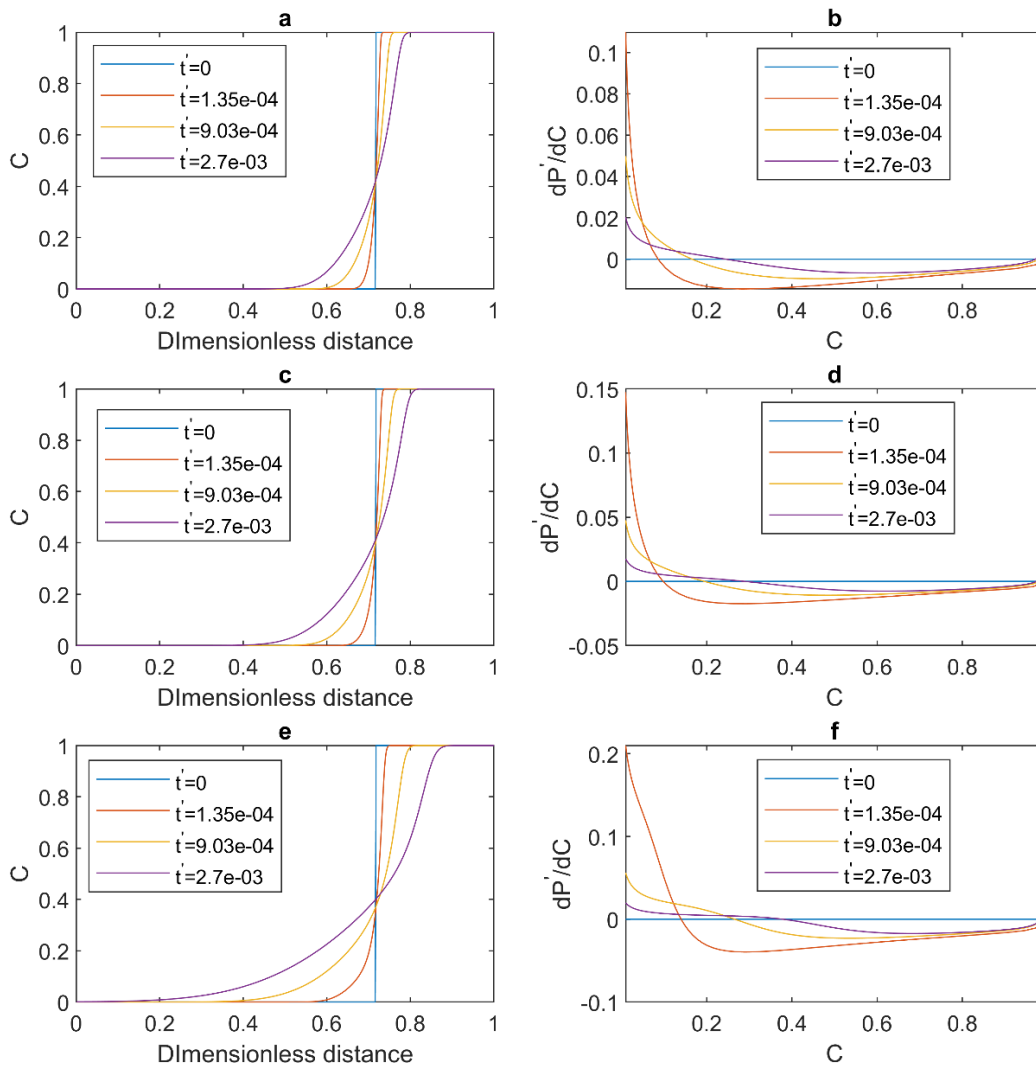 a
1
0.8
0.6
0.4
0.2
0
C
t'=0
t'=1.35e-04
t'=9.03e-04
t'=2.7e-03
0 0.2 0.4 0.6 0.8 1
DImensionless distance
b
0.1
0.08
0.06
0.04
0.02
0
dP'/dC
t'=0
t'=1.35e-04
t'=9.03e-04
t'=2.7e-03
0.2 0.4 0.6 0.8
C
c
1
0.8
0.6
0.4
0.2
0
C
t'=0
t'=1.35e-04
t'=9.03e-04
t'=2.7e-03
0 0.2 0.4 0.6 0.8 1
DImensionless distance
d
0.15
0.1
0.05
0
-0.05
dP'/dC
t'=0
t'=1.35e-04
t'=9.03e-04
t'=2.7e-03
0.2 0.4 0.6 0.8
C
e
1
0.8
0.6
0.4
0.2
0
C
t'=0
t'=1.35e-04
t'=9.03e-04
t'=2.7e-03
0 0.2 0.4 0.6 0.8 1
DImensionless distance
f
0.2
0.1
0
-0.1
dP'/dC
t'=0
t'=1.35e-04
t'=9.03e-04
t'=2.7e-03
0.2 0.4 0.6 0.8
C